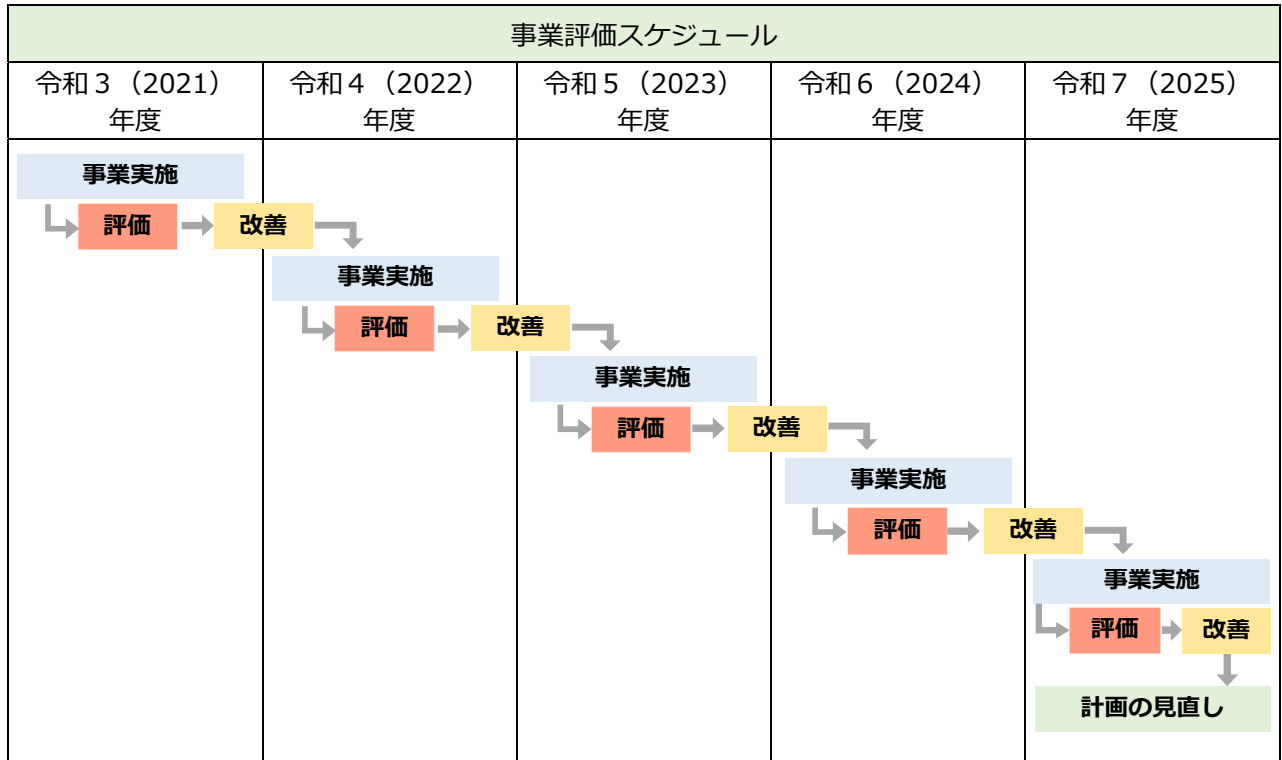 事業評価スケジュール
令和３（2021）
年度
令和４（2022）
年度
令和５（2023）
年度
令和６（2024）
年度
令和７（2025）
年度
事業実施
評価
改善
事業実施
評価
改善
事業実施
評価
改善
事業実施
評価
改善
事業実施
評価
改善
計画の見直し